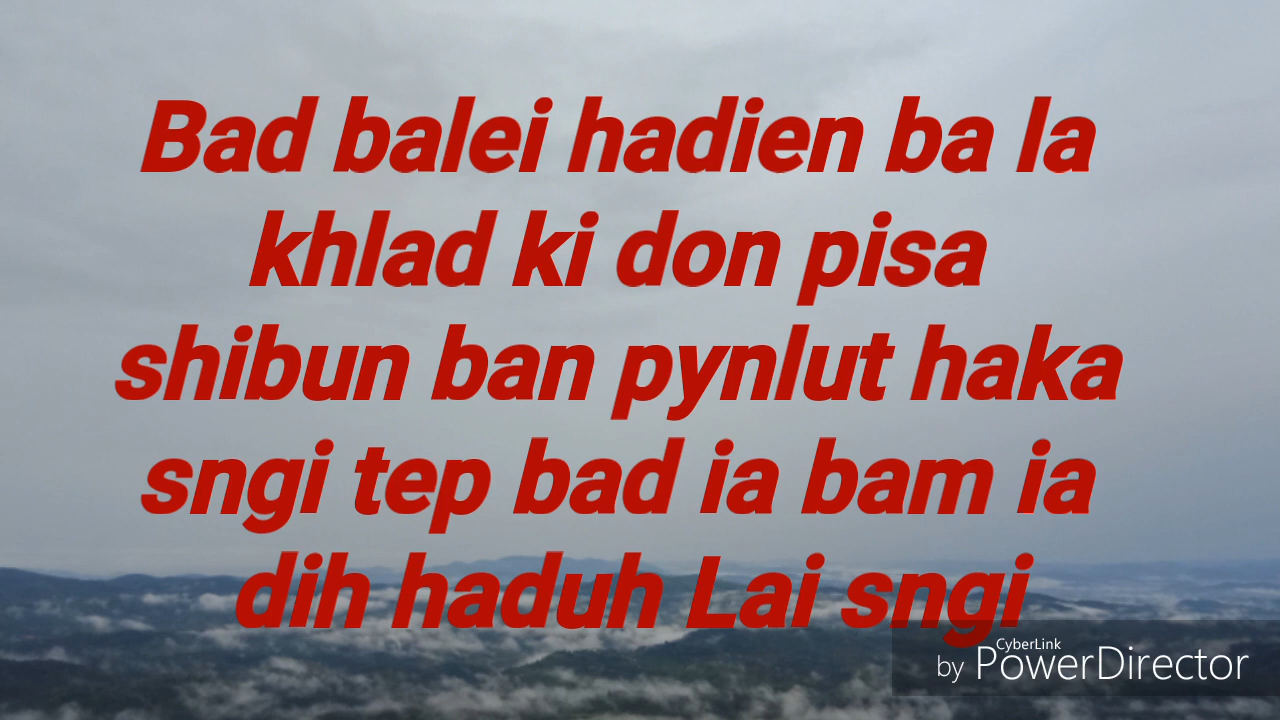 Bad balei hadien ba la
khlad ki don pisa
shibun ban pynlut haka
sngi tep bad ia bam ia
dih haduh Lai sngi
CyberLink
by PowerDirector